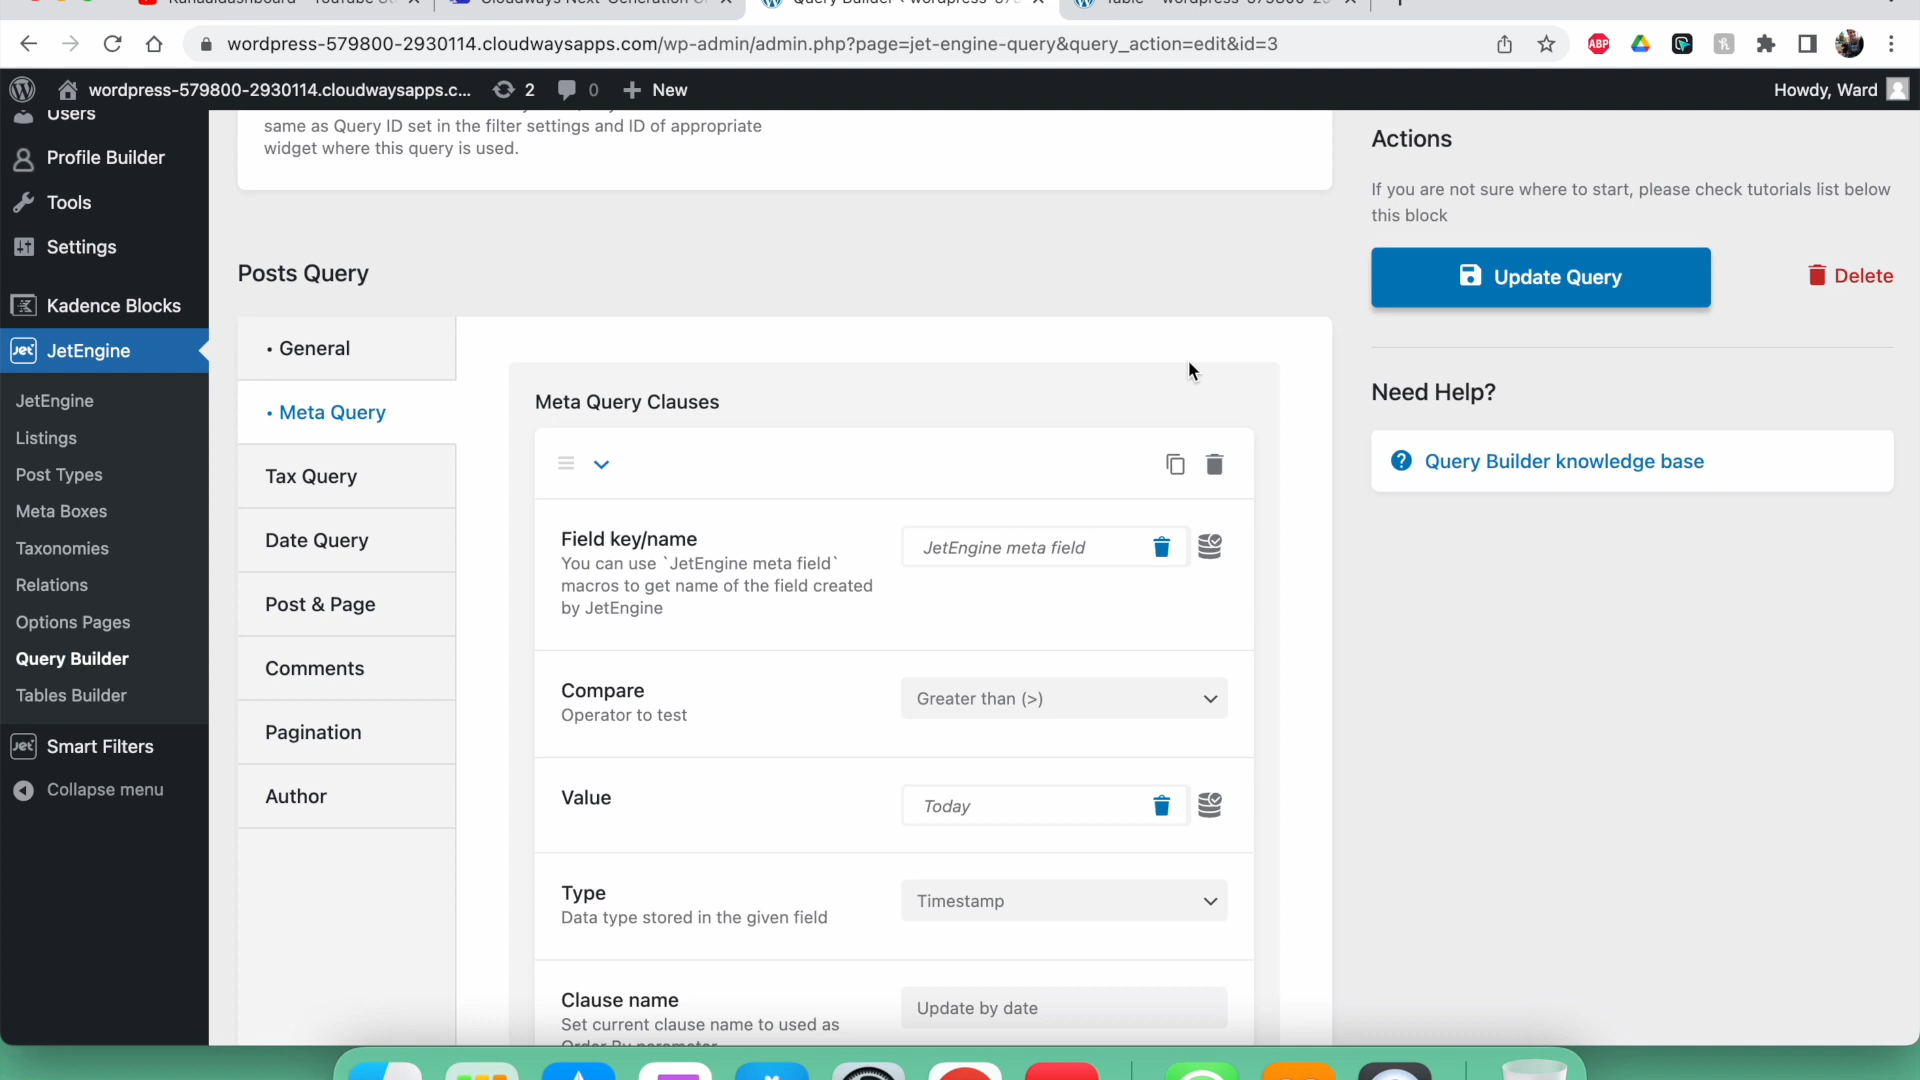 wordpress-579800-2930114.cloudwaysapps.com/wp-admin/admin.php?page=jet-engine-query&query_action=edit&id=3
ABP
wordpress-579800-2930114.cloudwaysapps.c... 2 0 New
Howdy, Ward
Users
Profile Builder
Tools
Settings
Kadence Blocks
Jet JetEngine
JetEngine
Listings
Post Types
Meta Boxes
Taxonomies
Relations
Options Pages
Query Builder
Tables Builder
Jet Smart Filters
Collapse menu
same as Query ID set in the filter settings and ID of appropriate
widget where this query is used.
Posts Query
• General
• Meta Query
Tax Query
Date Query
Post & Page
Comments
Pagination
Author
Meta Query Clauses
Field key/name
You can use `JetEngine meta field`
macros to get name of the field created
by JetEngine
JetEngine meta field
Compare
Operator to test
Greater than (>)
Value
Today
Type
Data type stored in the given field
Timestamp
Clause name
Set current clause name to used as
Order By parameter
Update by date
Actions
If you are not sure where to start, please check tutorials list below
this block
Update Query
Delete
Need Help?
? Query Builder knowledge base